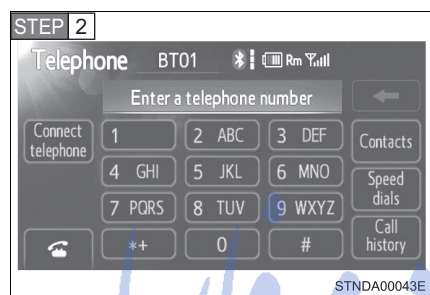 STEP 2
Telephone BT01 Rm
Enter a telephone number
Connect telephone
1
2 ABC
3 DEF
Contacts
4 GHI
5 JKL
6 MNO
Speed dials
7 PQRS
8 TUV
9 WXYZ
Call history
*+
0
#
STNDA00043E